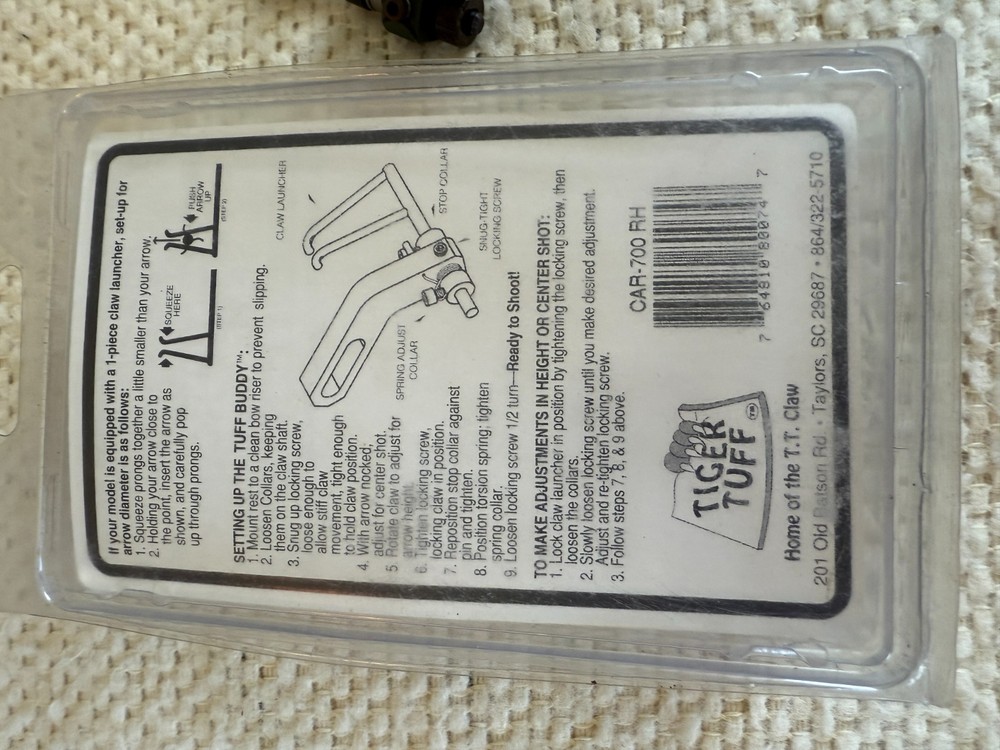 If your model is equipped with a 1-piece claw launcher, set-up for
arrow diameter is as follows:
1. Squeeze prongs together a little smaller than your arrow.
2. Holding your arrow close to
the point, insert the arrow as
shown, and carefully pop
up through prongs.
SQUEEZE
HERE
(STEP 1)
PUSH
ARROW
UP
(STEP 2)
SETTING UP THE TUFF BUDDY™:
1. Mount rest to a clean bow riser to prevent slipping.
2. Loosen Collars, keeping
them on the claw shaft.
3. Snug up locking screw,
loose enough to
allow stiff claw
movement, tight enough
to hold claw position.
4. With arrow nocked,
adjust for center shot.
5. Rotate claw to adjust for
arrow height.
6. Tighten locking screw,
locking claw in position.
7. Reposition stop collar against
pin and tighten.
8. Position torsion spring; tighten
spring collar.
9. Loosen locking screw 1/2 turn—Ready to Shoot!
CLAW LAUNCHER
STOP COLLAR
SNUG-TIGHT
LOCKING SCREW
SPRING ADJUST
COLLAR
TO MAKE ADJUSTMENTS IN HEIGHT OR CENTER SHOT:
1. Lock claw launcher in position by tightening the locking screw, then
loosen the collars.
2. Slowly loosen locking screw until you make desired adjustment.
Adjust and re-tighten locking screw.
3. Follow steps 7, 8, & 9 above.
TIGER
TUFF
TM
CAR-700 RH
7 64810 80074 7
Home of the T.T. Claw
201 Old Batson Rd. • Taylors, SC 29687 • 864/322-5710